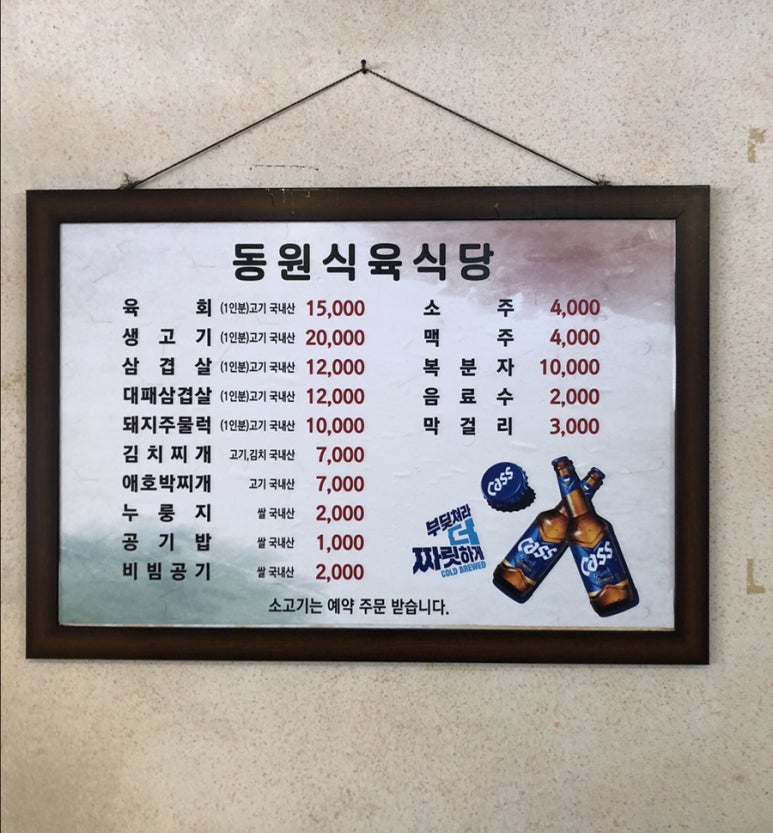 동원식육식당
육회 (1인분)고기 국내산 15,000
생고기 (1인분)고기 국내산 20,000
삼겹살 (1인분)고기 국내산 12,000
대패삼겹살 (1인분)고기 국내산 12,000
돼지주물럭 (1인분)고기 국내산 10,000
김치찌개 고기,김치 국내산 7,000
애호박찌개 고기 국내산 7,000
누룽지 쌀 국내산 2,000
공기밥 쌀 국내산 1,000
비빔공기 쌀 국내산 2,000
소주 4,000
맥주 4,000
복분자 10,000
음료수 2,000
막걸리 3,000
Cass
부딪쳐라
더
짜릿하게
COLD BREWED
Cass
Cass
소고기는 예약 주문 받습니다.